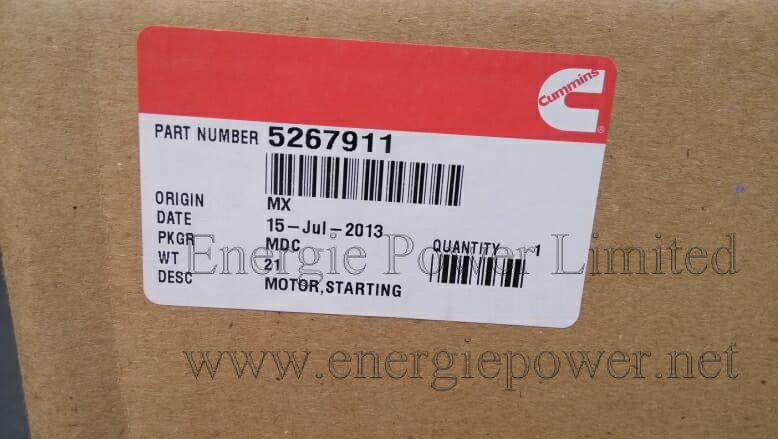 Cummins
PART NUMBER 5267911
ORIGIN MX
DATE 15-Jul-2013
PKGR MDC
QUANTITY 1
WT 21
DESC MOTOR,STARTING
Energie Power Limited
www.energiepower.net